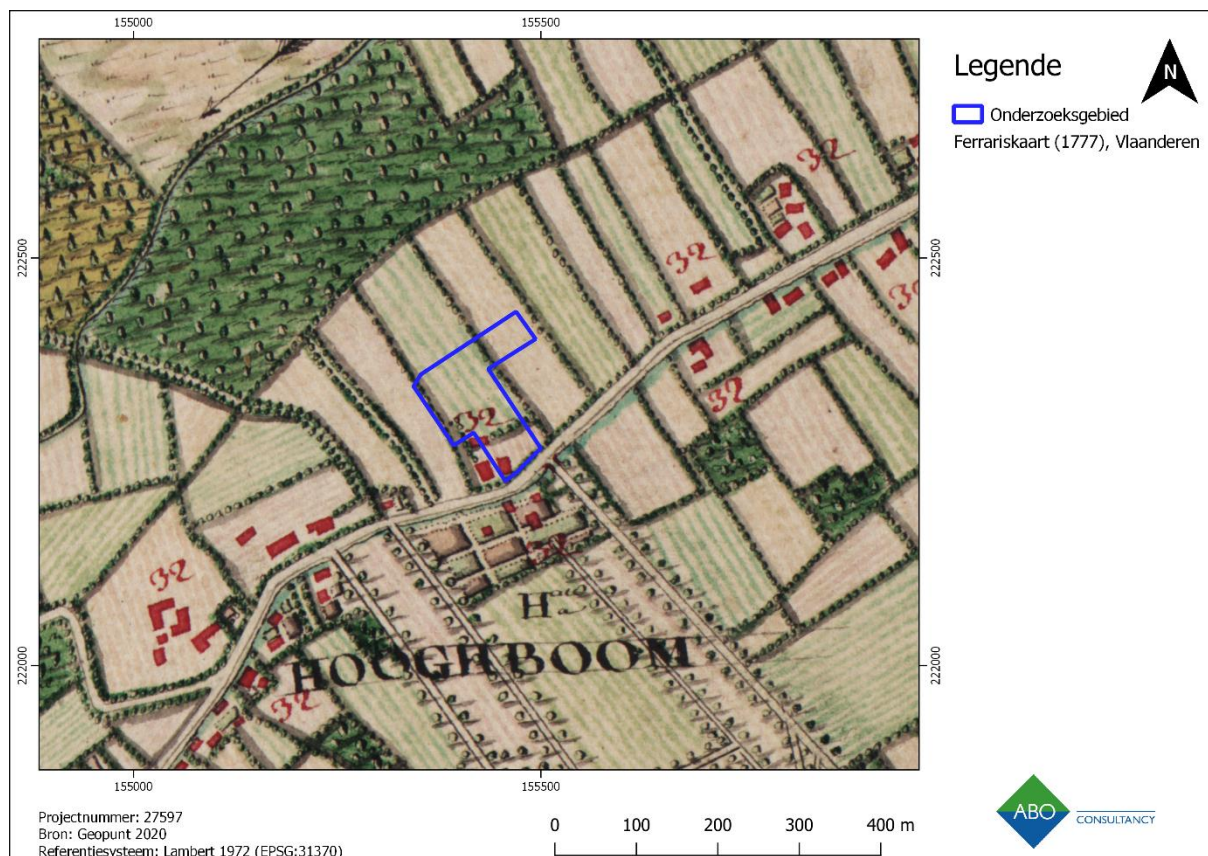 155000
155500
Legende
N
Onderzoeksgebied
Ferrariskaart (1777), Vlaanderen
32
222500
222500
32
32
32
32
222000
222000
H
HOOGHBOOM
32
155000
155500
Projectnummer: 27597
Bron: Geopunt 2020
Referentiesysteem: Lambert 1972 (EPSG:31370)
0 100 200 300 400 m
ABO
CONSULTANCY